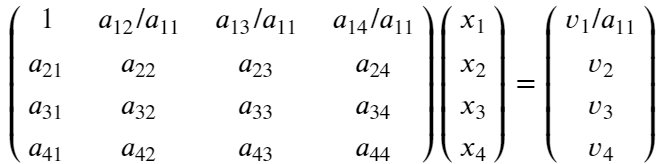 ( 1 a₁₂/a₁₁ a₁₃/a₁₁ a₁₄/a₁₁ ) ( x₁ ) = ( v₁/a₁₁ )
( a₂₁ a₂₂ a₂₃ a₂₄ ) ( x₂ ) = ( v₂ )
( a₃₁ a₃₂ a₃₃ a₃₄ ) ( x₃ ) = ( v₃ )
( a₄₁ a₄₂ a₄₃ a₄₄ ) ( x₄ ) = ( v₄ )